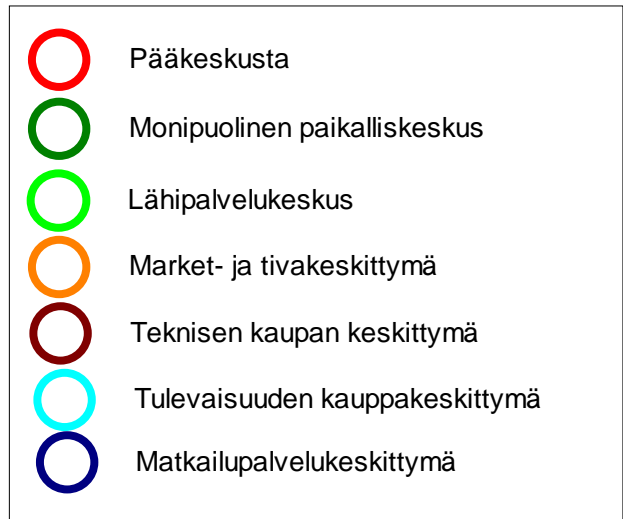 Pääkeskusta
Monipuolinen paikalliskeskus
Lähipalvelukeskus
Market- ja tivakeskittymä
Teknisen kaupan keskittymä
Tulevaisuuden kauppakeskittymä
Matkailupalvelukeskittymä